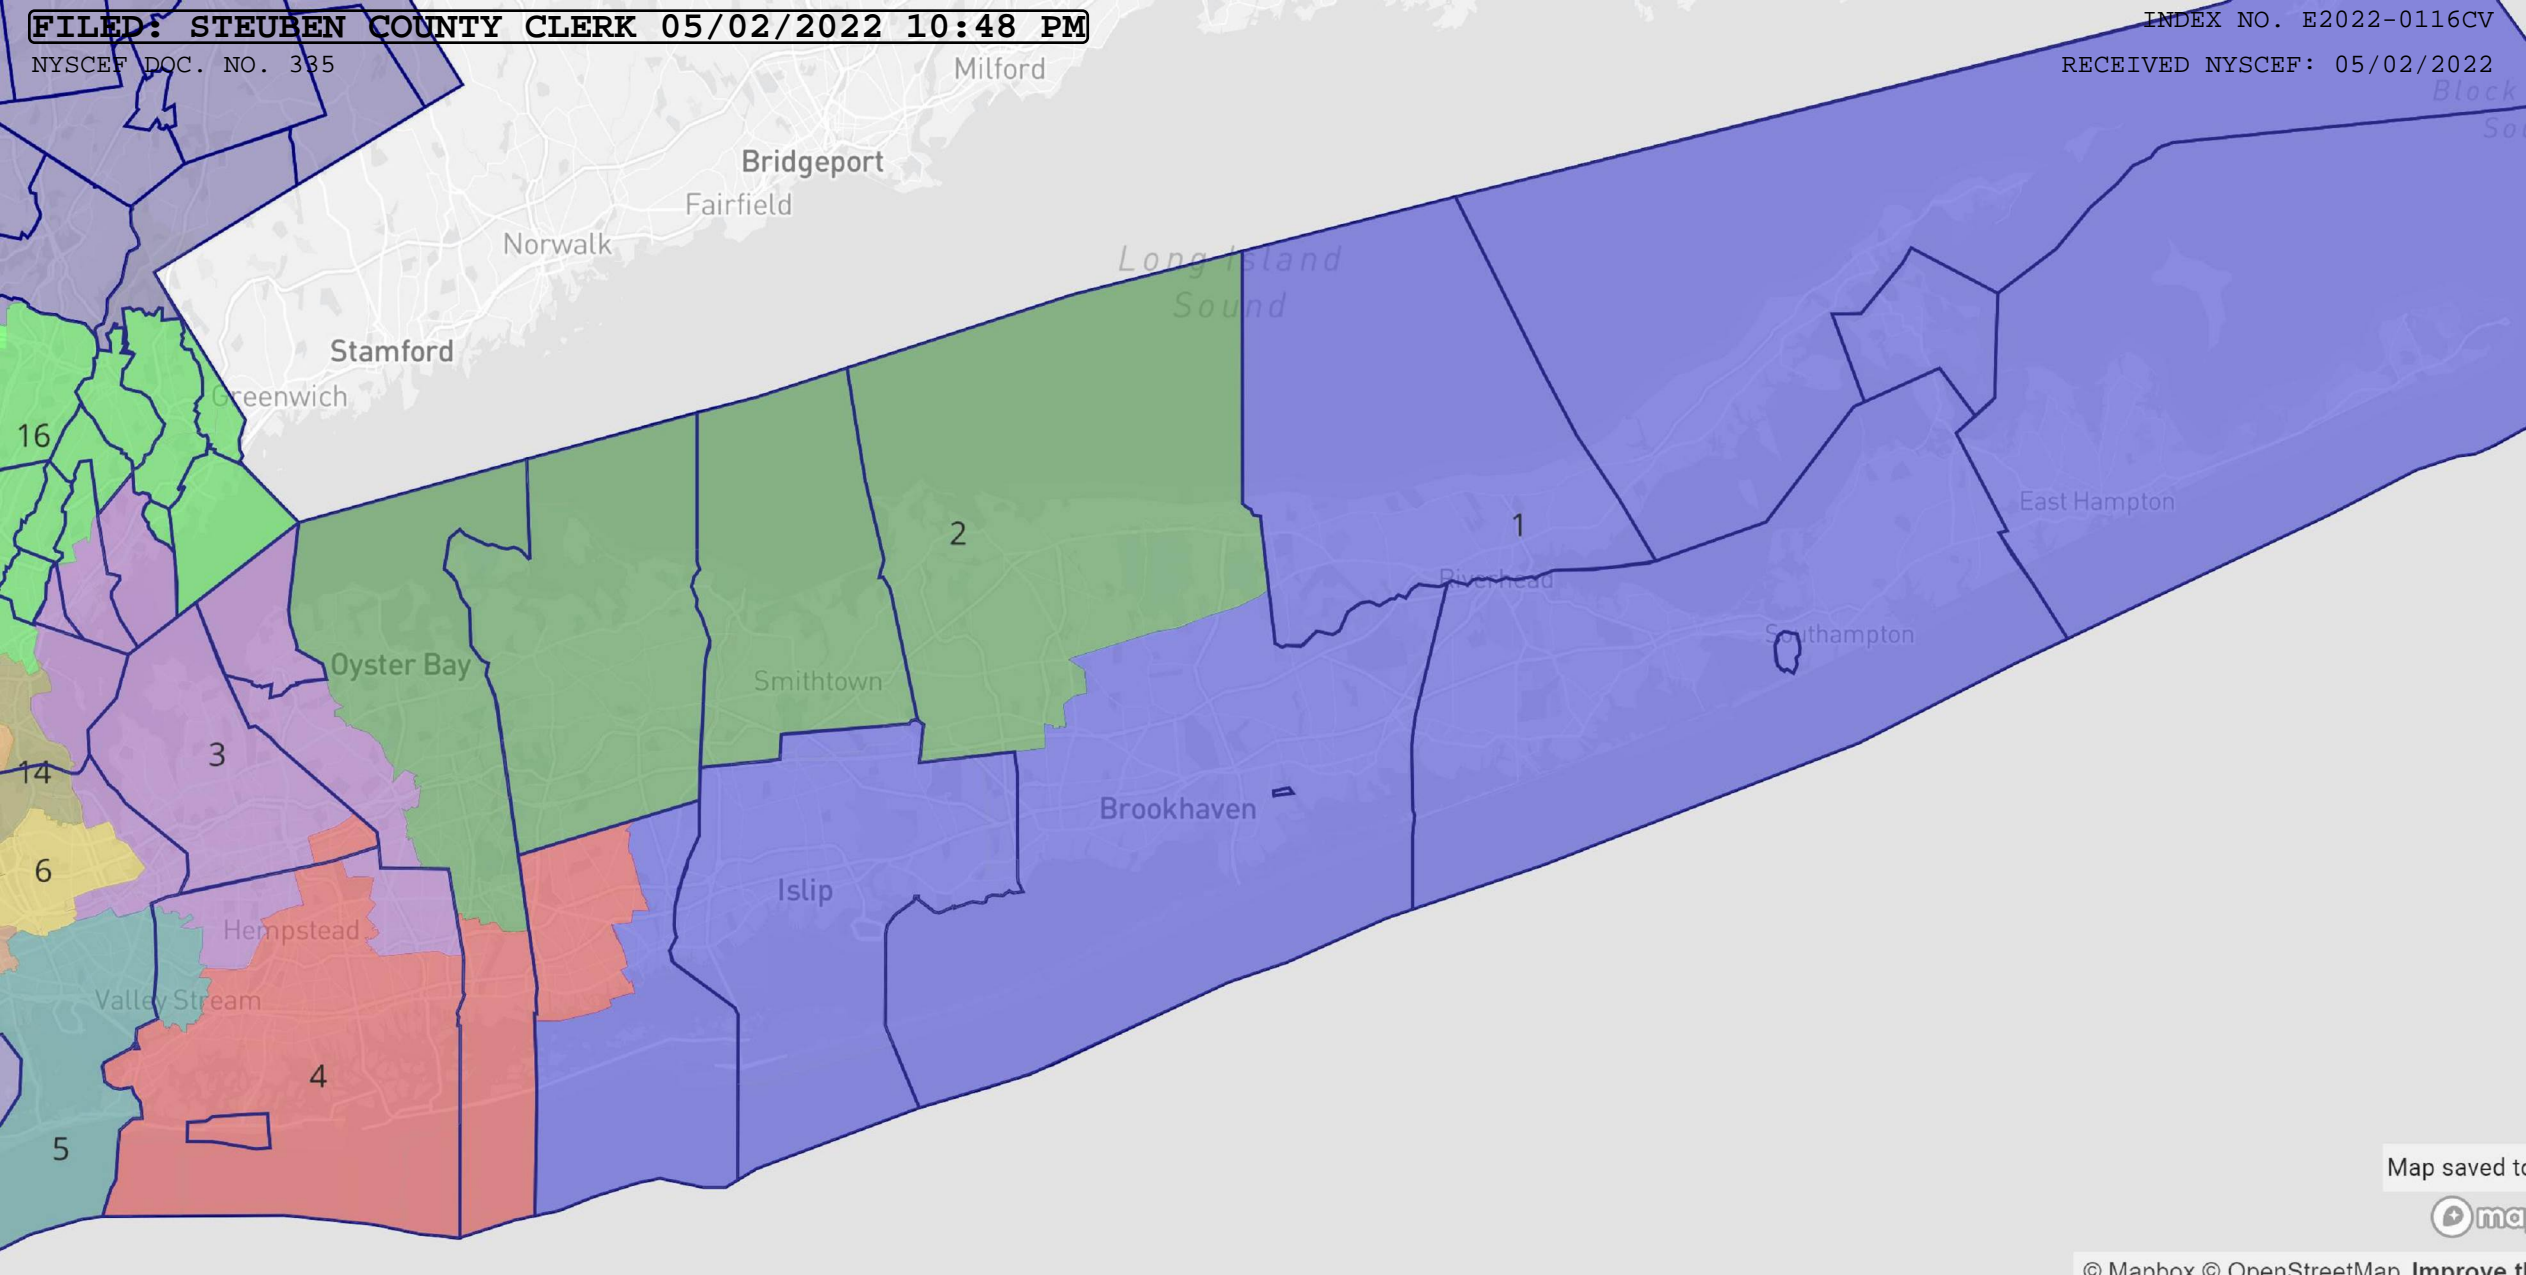 FILED: STEUBEN COUNTY CLERK 05/02/2022 10:48 PM
INDEX NO. E2022-0116CV
NYSCEF DOC. NO. 335
RECEIVED NYSCEF: 05/02/2022
Milford
Block
Bridgeport
Fairfield
Norwalk
Long Island
Sound
Stamford
Greenwich
16
2
1
East Hampton
Riverhead
Southampton
Oyster Bay
Smithtown
3
14
Brookhaven
6
Islip
Hempstead
Valley Stream
4
5
Map saved
© Mapbox © OpenStreetMap Improve